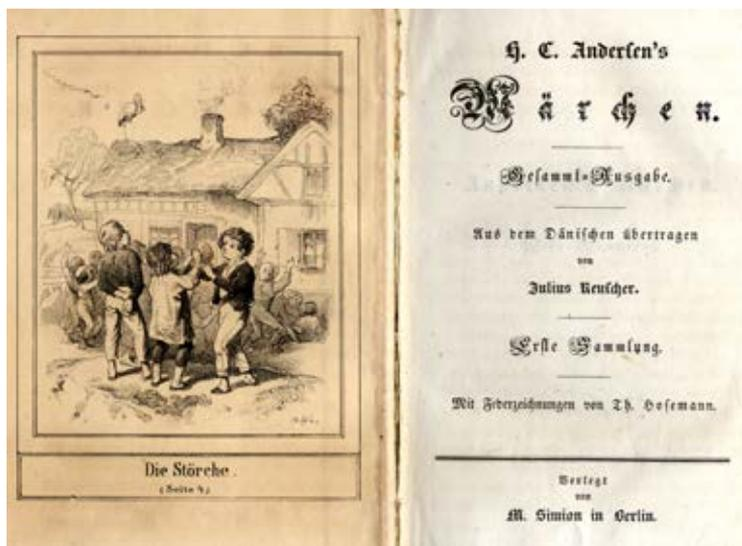 Die Störche.
(Seite 4)
H. C. Andersen's
Märchen.
Gesammt-Ausgabe.
Aus dem Dänischen übertragen
von
Julius Reuscher.
Erste Sammlung.
Mit Federzeichnungen von Th. Hosemann.
Verlegt
von
M. Simion in Berlin.